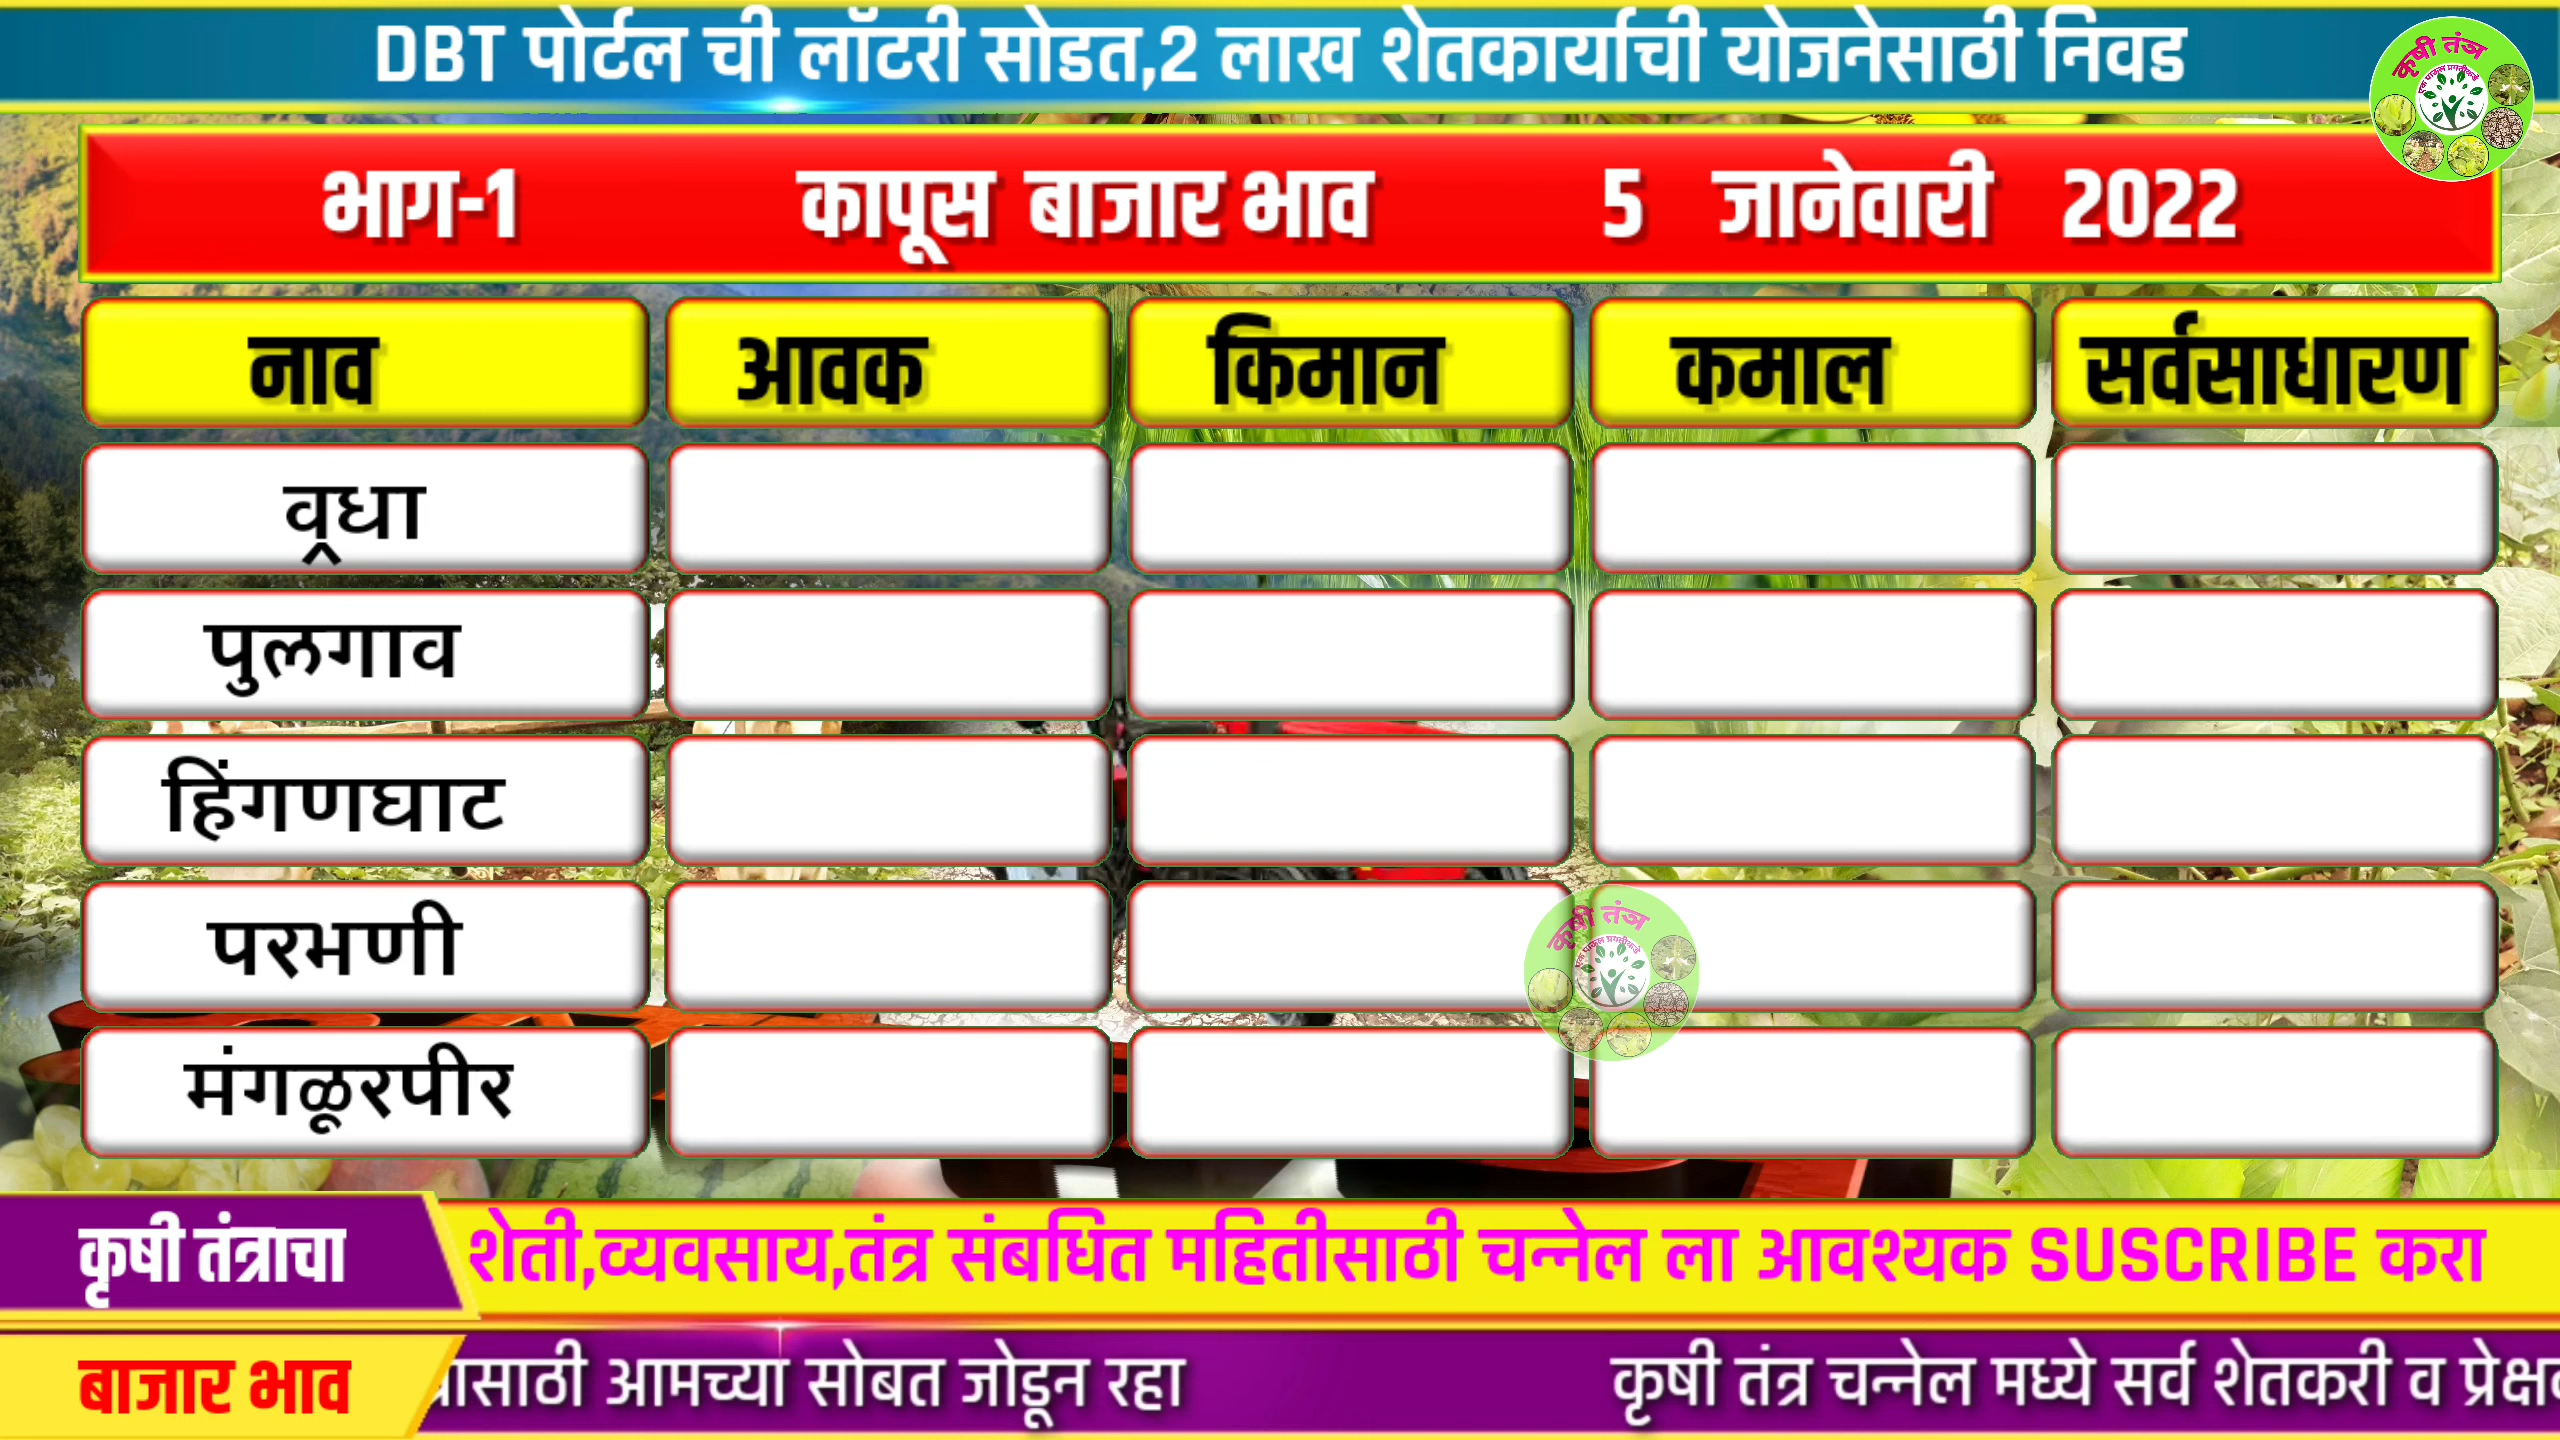 DBT पोर्टल ची लॉटरी सोडत,2 लाख शेतकार्याची योजनेसाठी निवड
कृषी तंञ
भाग-1 कापूस बाजार भाव 5 जानेवारी 2022
नाव आवक किमान कमाल सर्वसाधारण
व्रधा
पुलगाव
हिंगणघाट
परभणी
कृषी तंञ
मंगळूरपीर
कृषी तंत्राचा शेती,व्यवसाय,तंत्र संबधित महितीसाठी चन्नेल ला आवश्यक SUSCRIBE करा
बाजार भाव ासाठी आमच्या सोबत जोडून रहा कृषी तंत्र चन्नेल मध्ये सर्व शेतकरी व